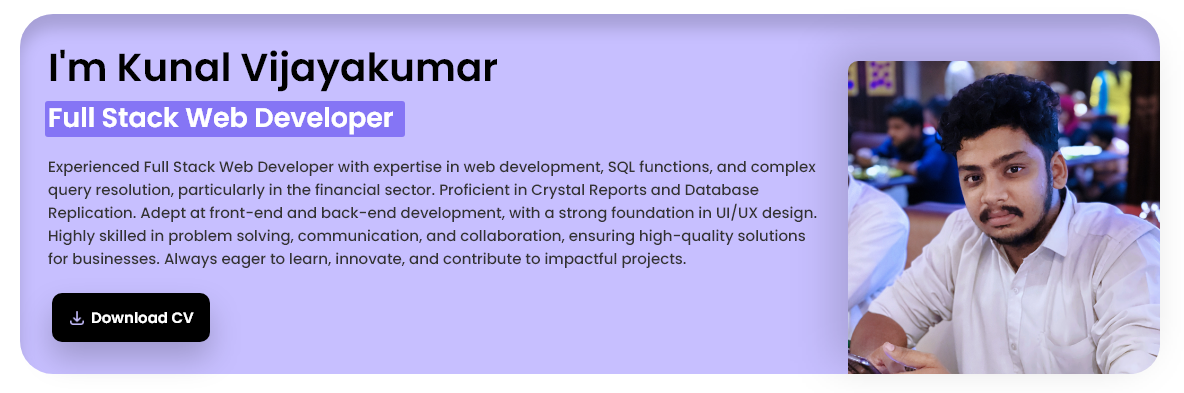 I'm Kunal Vijayakumar
Full Stack Web Developer
Experienced Full Stack Web Developer with expertise in web development, SQL functions, and complex
query resolution, particularly in the financial sector. Proficient in Crystal Reports and Database
Replication. Adept at front-end and back-end development, with a strong foundation in UI/UX design.
Highly skilled in problem solving, communication, and collaboration, ensuring high-quality solutions
for businesses. Always eager to learn, innovate, and contribute to impactful projects.
Download CV